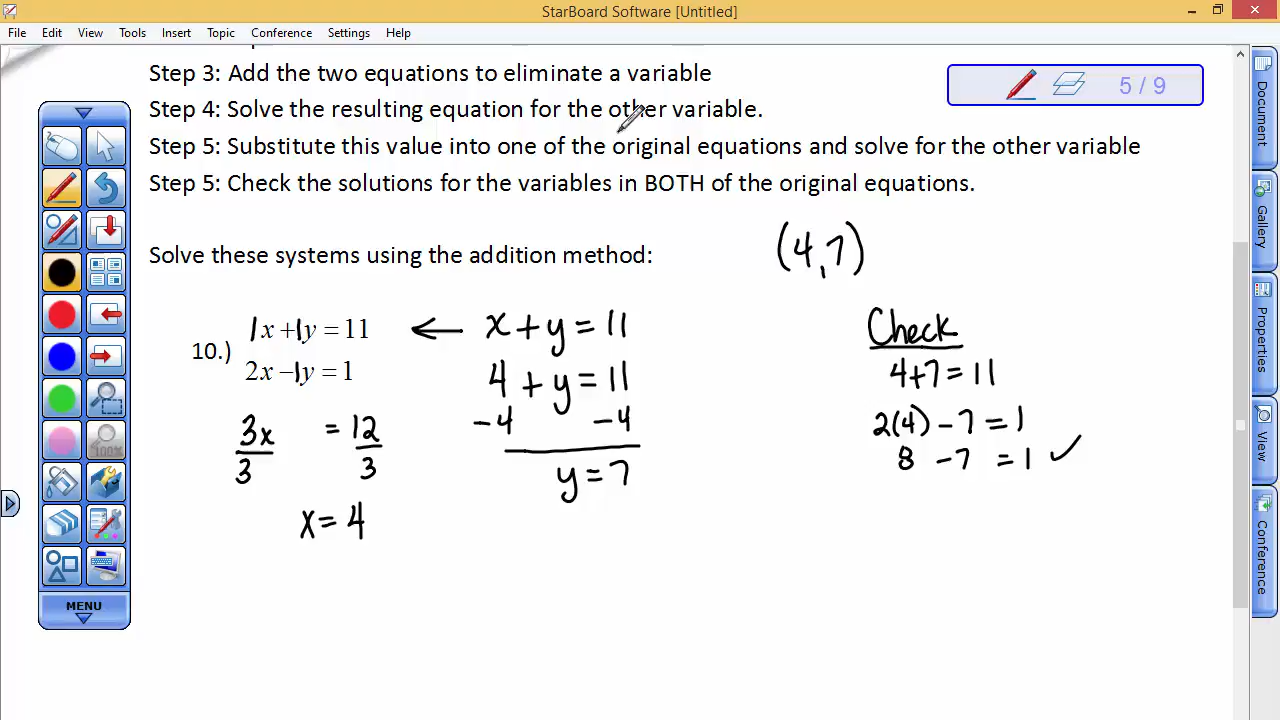 StarBoard Software [Untitled]
File Edit View Tools Insert Topic Conference Settings Help
Step 3: Add the two equations to eliminate a variable
5 / 9
Step 4: Solve the resulting equation for the other variable.
Step 5: Substitute this value into one of the original equations and solve for the other variable
Step 5: Check the solutions for the variables in BOTH of the original equations.
Solve these systems using the addition method:
(4,7)
10.)
1x + 1y = 11
2x - 1y = 1
3x = 12
3 3
x = 4
← x + y = 11
4 + y = 11
-4 -4
y = 7
Check
4+7 = 11
2(4) - 7 = 1
8 - 7 = 1 ✓
MENU
100%
Document
Gallery
Properties
View
Conference